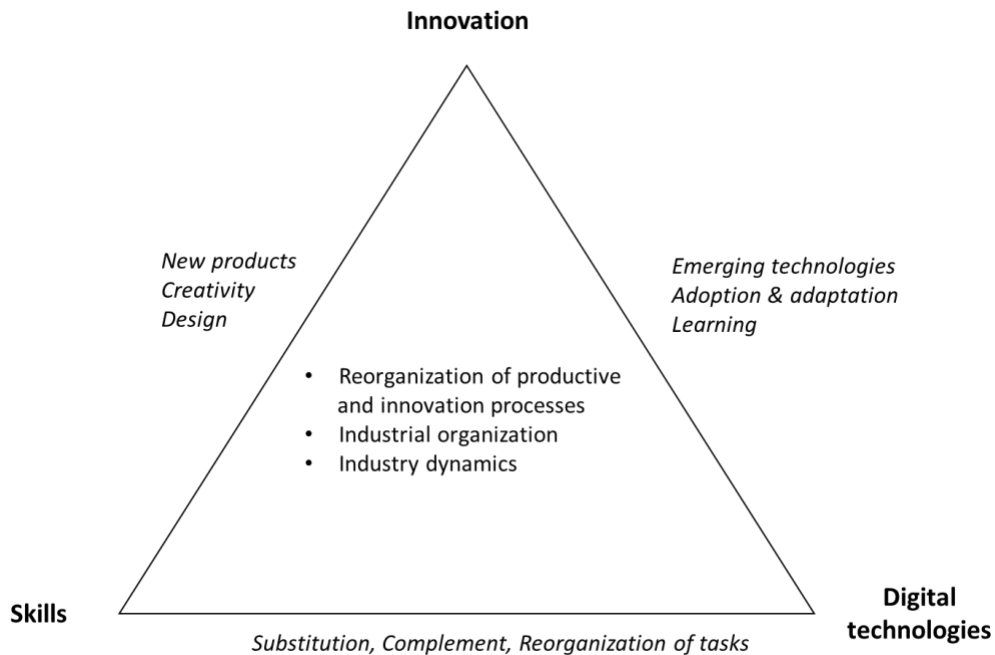 Innovation
New products
Creativity
Design
Emerging technologies
Adoption & adaptation
Learning
• Reorganization of productive
and innovation processes
• Industrial organization
• Industry dynamics
Skills
Digital
technologies
Substitution, Complement, Reorganization of tasks